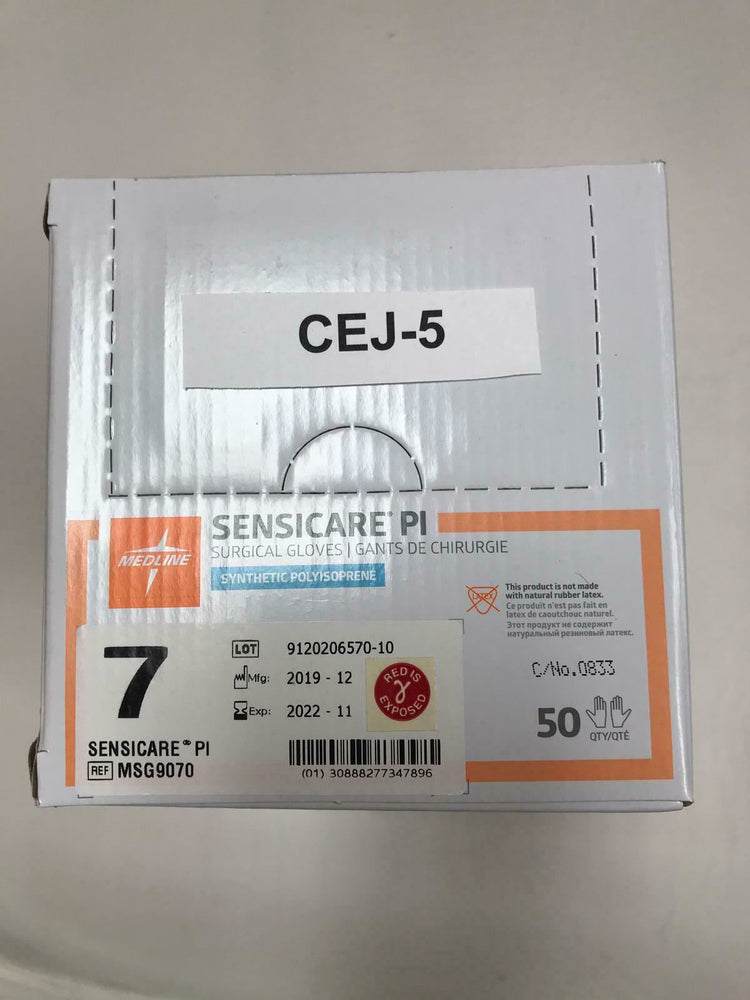 CEJ-5
MEDLINE
SENSICARE® PI
SURGICAL GLOVES | GANTS DE CHIRURGIE
SYNTHETIC POLYISOPRENE
LATEX
This product is not made
with natural rubber latex.
Ce produit n'est pas fait en
latex de caoutchouc naturel.
Этот продукт не содержит
натуральный резиновый латекс.
C/No.0833
50
QTY/QTÉ
7
LOT 9120206570-10
Mfg: 2019 - 12
Exp: 2022 - 11
RED IS
γ
EXPOSED
SENSICARE® PI
REF MSG9070
(01) 30888277347896